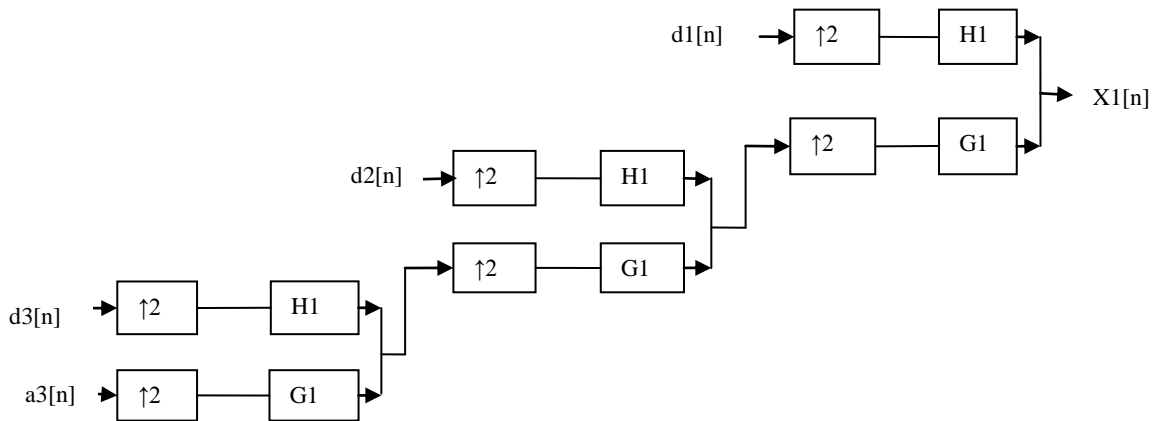 d1[n] ↑2 H1
X1[n]
↑2 G1
d2[n] ↑2 H1
↑2 G1
d3[n] ↑2 H1
a3[n] ↑2 G1